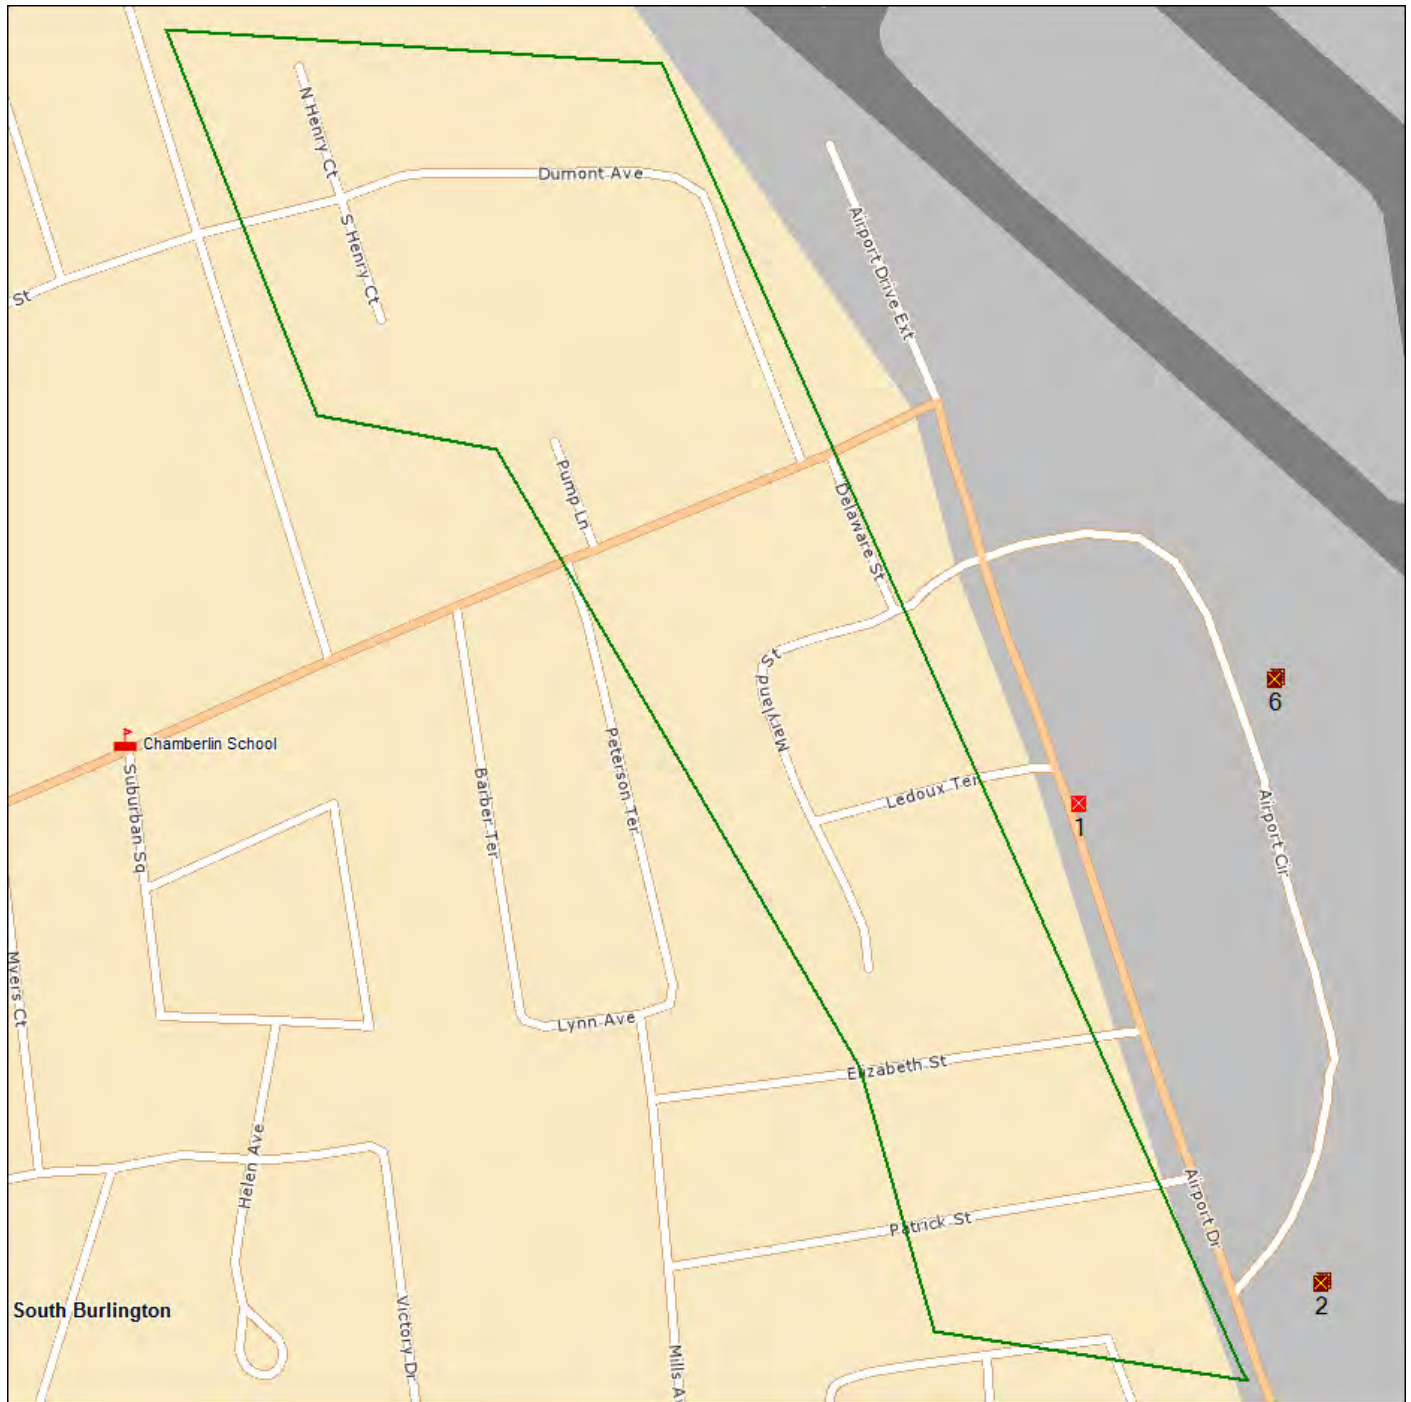 N Henry Ct
Dumont Ave
S Henry Ct
St
Airport Drive Ext
Pump Ln
Delaware St
Maryland St
6
Chamberlin School
Suburban Sq
Barber Ter
Peterson Ter
Ledoux Ter
1
Airport Cir
Myers Ct
Lynn Ave
Elizabeth St
Helen Ave
Patrick St
Airport Dr
South Burlington
Victory Dr
2
Mills A